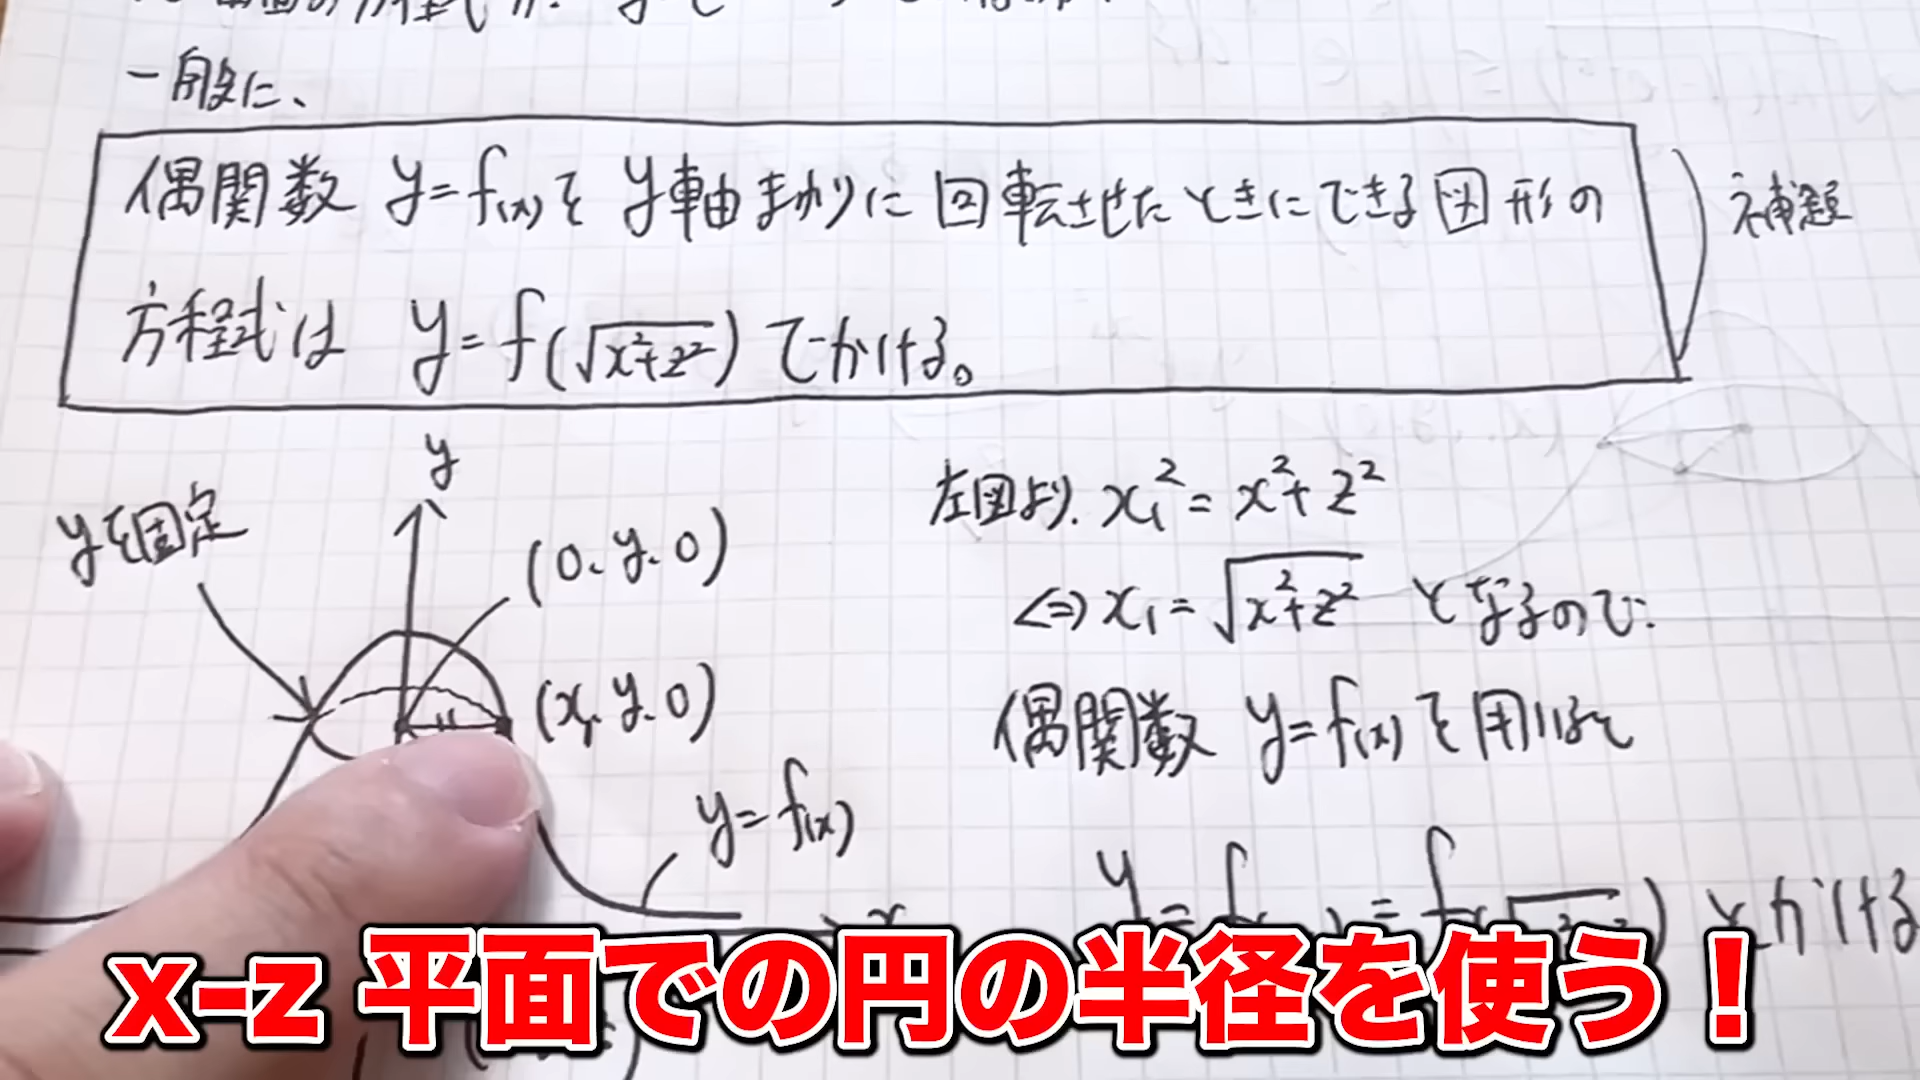 一般に、
偶関数 y=f(x)を y軸まわりに 回転させたときにできる図形の
方程式は y=f(√x²+z²) でかける。
補題
y
yを固定
(0, y, 0)
(x₁, y, 0)
y=f(x)
x
左図より、x₁²=x²+z²
⇔ x₁=√x²+z² となるので、
偶関数 y=f(x)を用いると
とかける
x-z 平面での円の半径を使う！